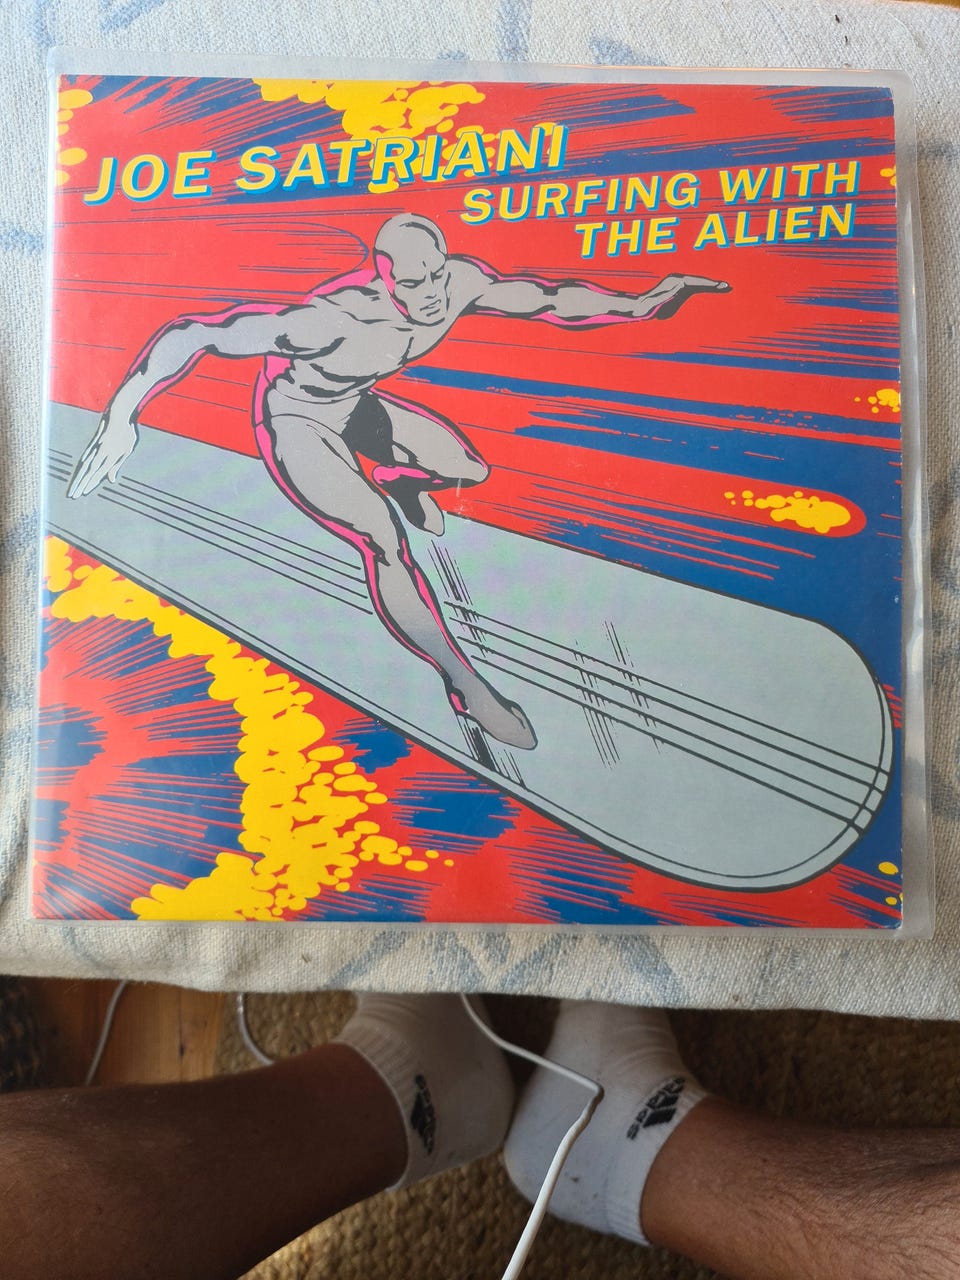 JOE SATRIANI
SURFING WITH
THE ALIEN